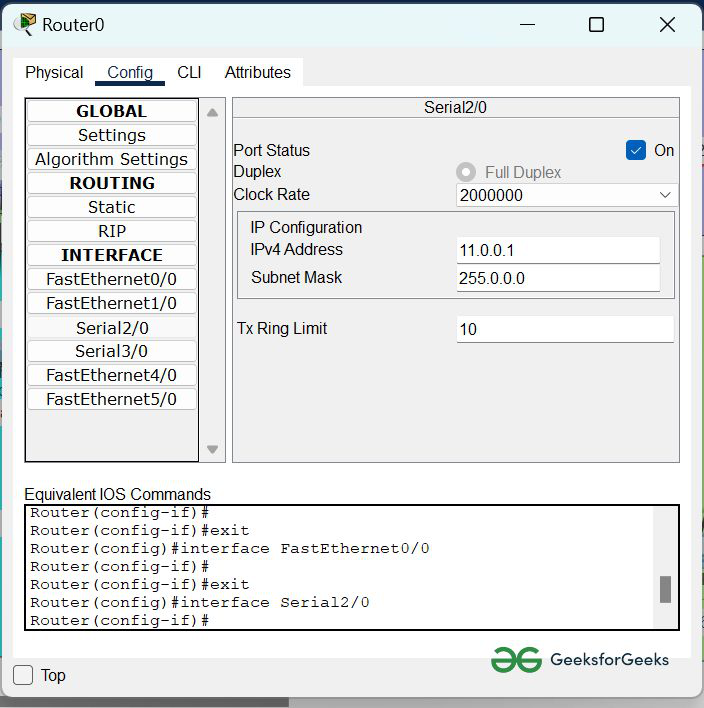 Router0
Physical Config CLI Attributes
GLOBAL
Settings
Algorithm Settings
ROUTING
Static
RIP
INTERFACE
FastEthernet0/0
FastEthernet1/0
Serial2/0
Serial3/0
FastEthernet4/0
FastEthernet5/0
Serial2/0
Port Status On
Duplex Full Duplex
Clock Rate 2000000
IP Configuration
IPv4 Address 11.0.0.1
Subnet Mask 255.0.0.0
Tx Ring Limit 10
Equivalent IOS Commands
Router(config-if)#
Router(config-if)#exit
Router(config)#interface FastEthernet0/0
Router(config-if)#
Router(config-if)#exit
Router(config)#interface Serial2/0
Router(config-if)#
GeeksforGeeks
Top